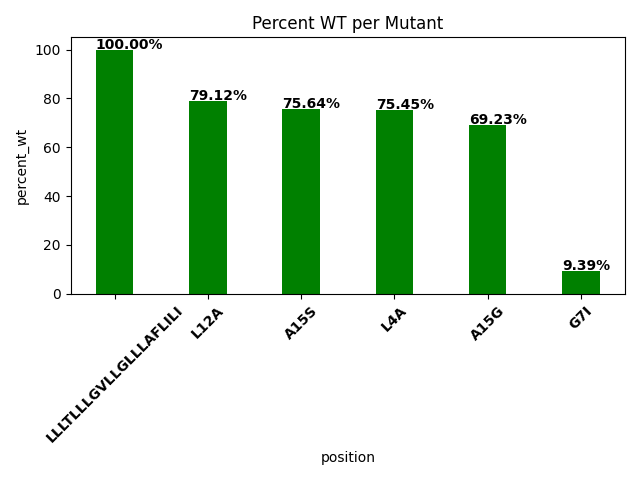 Percent WT per Mutant
percent_wt
100
80
60
40
20
0
100.00%
79.12%
75.64%
75.45%
69.23%
9.39%
LLLTLLLGVLLGLLLAFLILI
L12A
A15S
L4A
A15G
G7I
position